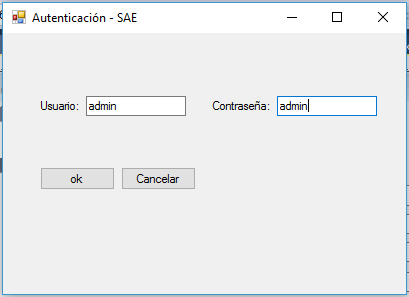 Autenticación - SAE
Usuario: admin Contraseña: admin
ok Cancelar